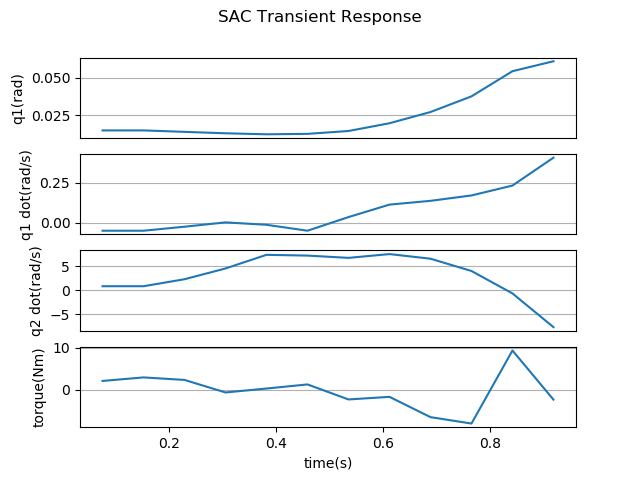 SAC Transient Response
0.050
0.025
q1(rad)
0.25
0.00
q1 dot(rad/s)
5
0
−5
q2 dot(rad/s)
10
0
torque(Nm)
0.2 0.4 0.6 0.8
time(s)